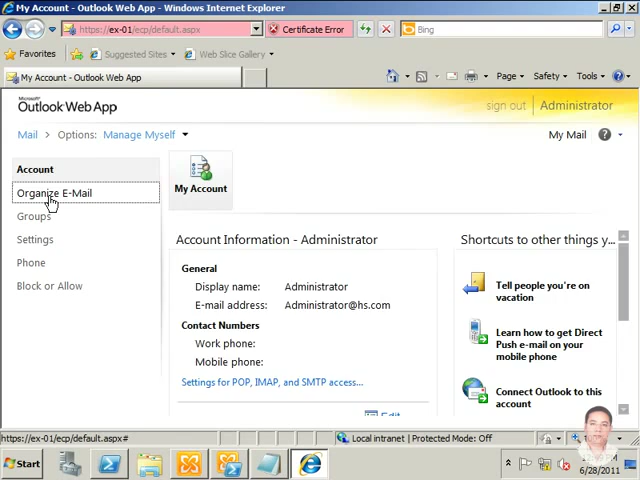 My Account - Outlook Web App - Windows Internet Explorer
https://ex-01/ecp/default.aspx
Certificate Error
Bing
Favorites
Suggested Sites
Web Slice Gallery
My Account - Outlook Web App
Page
Safety
Tools
Microsoft
Outlook Web App
sign out
Administrator
Mail > Options: Manage Myself
My Mail
Account
Organize E-Mail
Groups
Settings
Phone
Block or Allow
My Account
Account Information - Administrator
General
Display name: Administrator
E-mail address: Administrator@hs.com
Contact Numbers
Work phone:
Mobile phone:
Settings for POP, IMAP, and SMTP access...
Edit
Shortcuts to other things y...
Tell people you're on
vacation
Learn how to get Direct
Push e-mail on your
mobile phone
Connect Outlook to this
account
https://ex-01/ecp/default.aspx#
Local intranet | Protected Mode: Off
Start
6/28/2011